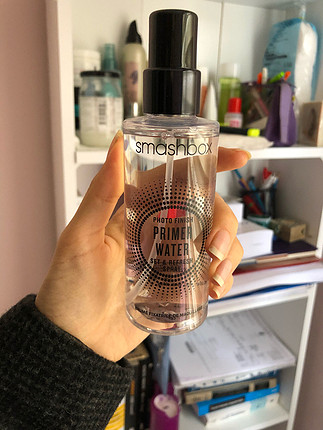 smashbox
PHOTO FINISH
PRIMER
WATER
SET & REFRESH
SPRAY